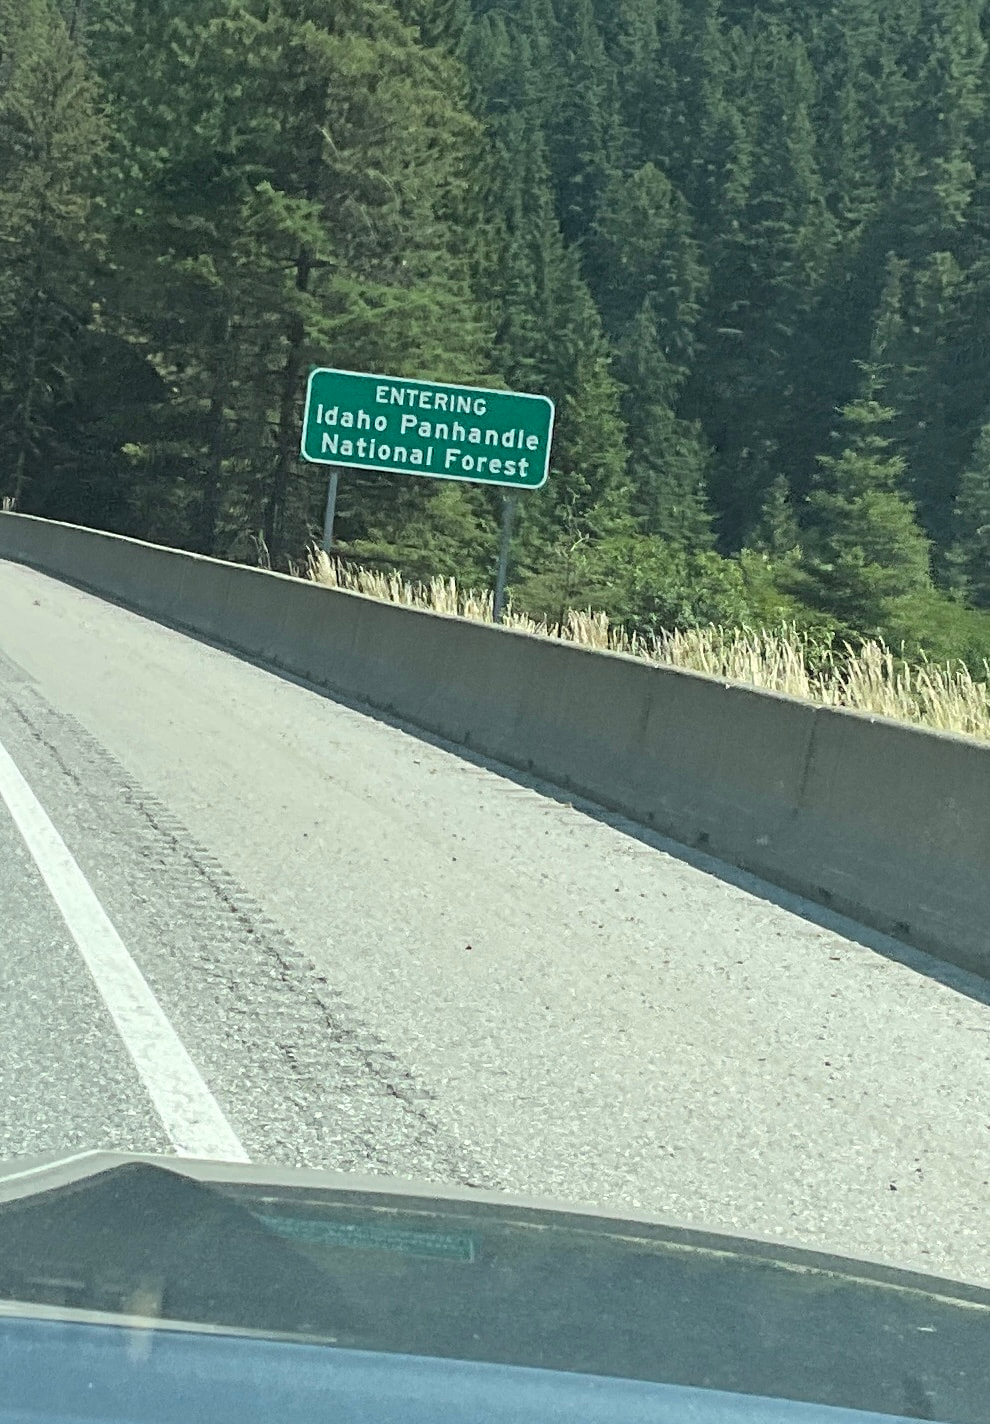 ENTERING
Idaho Panhandle
National Forest